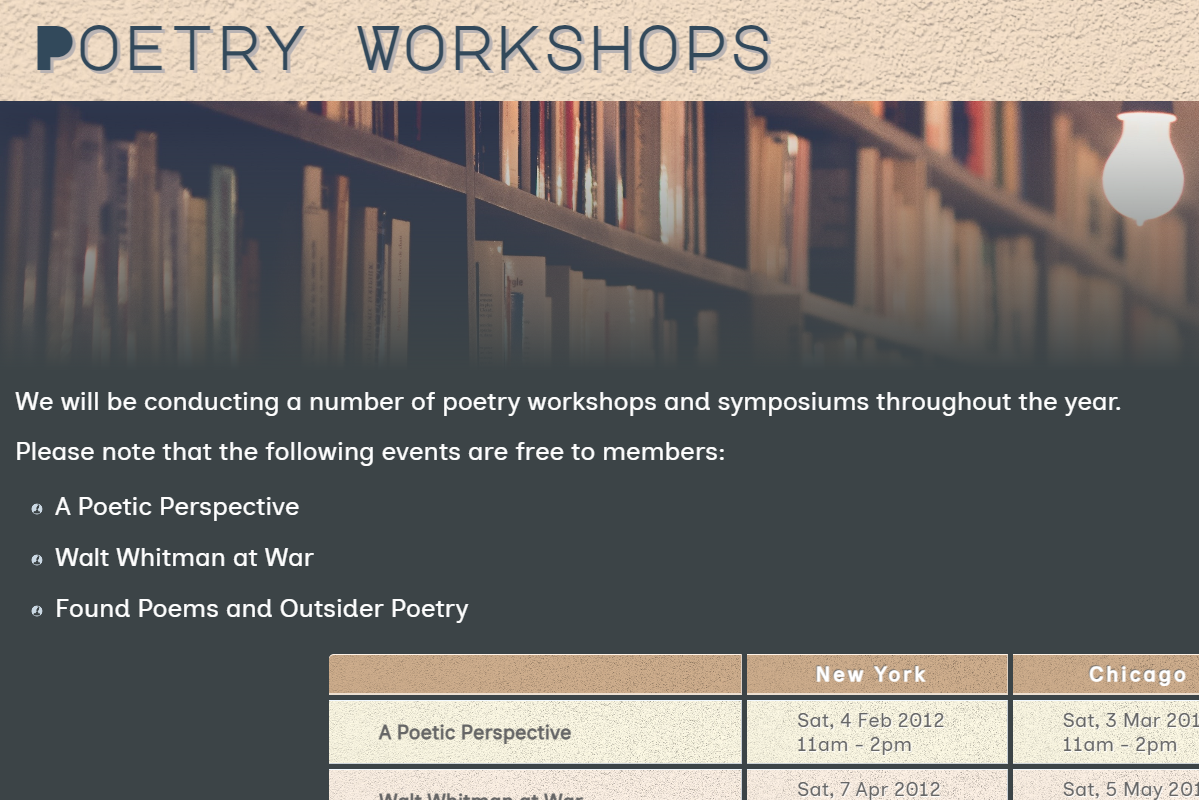 Poetry Workshops
We will be conducting a number of poetry workshops and symposiums throughout the year.
Please note that the following events are free to members:
A Poetic Perspective
Walt Whitman at War
Found Poems and Outsider Poetry
New York Chicago
A Poetic Perspective
Sat, 4 Feb 2012
11am - 2pm
Sat, 3 Mar 201
11am - 2pm
Walt Whitman at War
Sat, 7 Apr 2012
Sat, 5 May 201